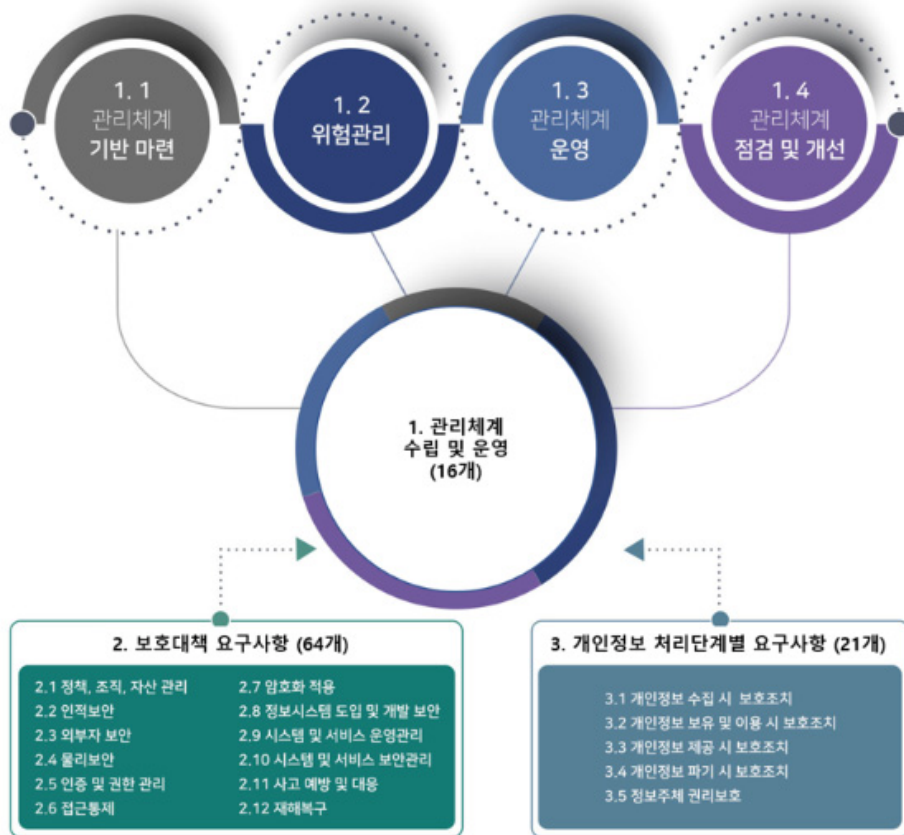 1. 1
관리체계
기반 마련
1. 2
위험관리
1. 3
관리체계
운영
1. 4
관리체계
점검 및 개선
1. 관리체계
수립 및 운영
(16개)
2. 보호대책 요구사항 (64개)
2.1 정책, 조직, 자산 관리
2.2 인적보안
2.3 외부자 보안
2.4 물리보안
2.5 인증 및 권한 관리
2.6 접근통제
2.7 암호화 적용
2.8 정보시스템 도입 및 개발 보안
2.9 시스템 및 서비스 운영관리
2.10 시스템 및 서비스 보안관리
2.11 사고 예방 및 대응
2.12 재해복구
3. 개인정보 처리단계별 요구사항 (21개)
3.1 개인정보 수집 시 보호조치
3.2 개인정보 보유 및 이용 시 보호조치
3.3 개인정보 제공 시 보호조치
3.4 개인정보 파기 시 보호조치
3.5 정보주체 권리보호